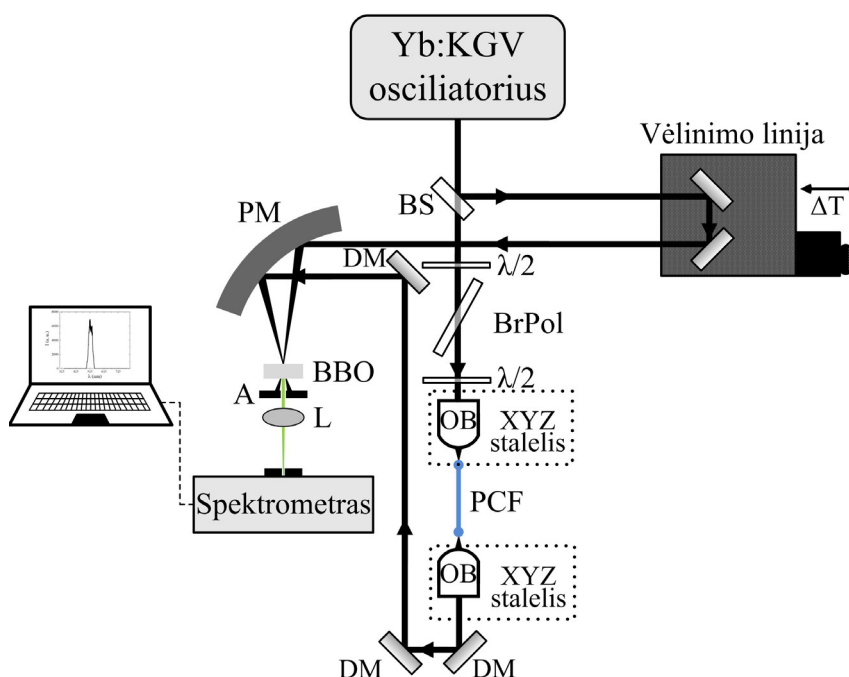 Yb:KGV
osciliatorius
Vėlinimo linija
ΔT
BS
PM
DM
λ/2
BrPol
λ/2
BBO
A
L
OB
XYZ
stalelis
PCF
Spektrometras
OB
XYZ
stalelis
DM
DM